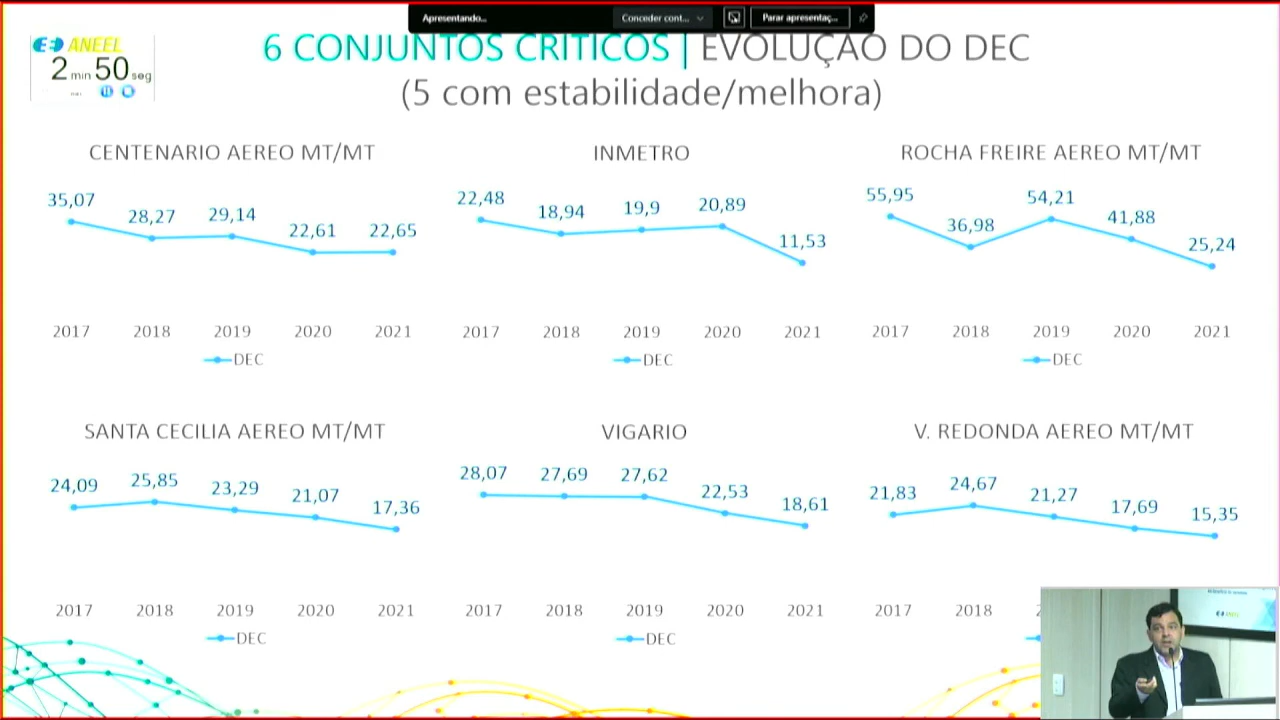 Apresentando...
Conceder cont...
Parar apresentaç...
ANEEL
2 min 50 seg
6 CONJUNTOS CRÍTICOS | EVOLUÇÃO DO DEC
(5 com estabilidade/melhora)
CENTENARIO AEREO MT/MT
35,07 28,27 29,14 22,61 22,65
2017 2018 2019 2020 2021
DEC
INMETRO
22,48 18,94 19,9 20,89 11,53
2017 2018 2019 2020 2021
DEC
ROCHA FREIRE AEREO MT/MT
55,95 36,98 54,21 41,88 25,24
2017 2018 2019 2020 2021
DEC
SANTA CECILIA AEREO MT/MT
24,09 25,85 23,29 21,07 17,36
2017 2018 2019 2020 2021
DEC
VIGARIO
28,07 27,69 27,62 22,53 18,61
2017 2018 2019 2020 2021
DEC
V. REDONDA AEREO MT/MT
21,83 24,67 21,27 17,69 15,35
2017 2018
ANEEL